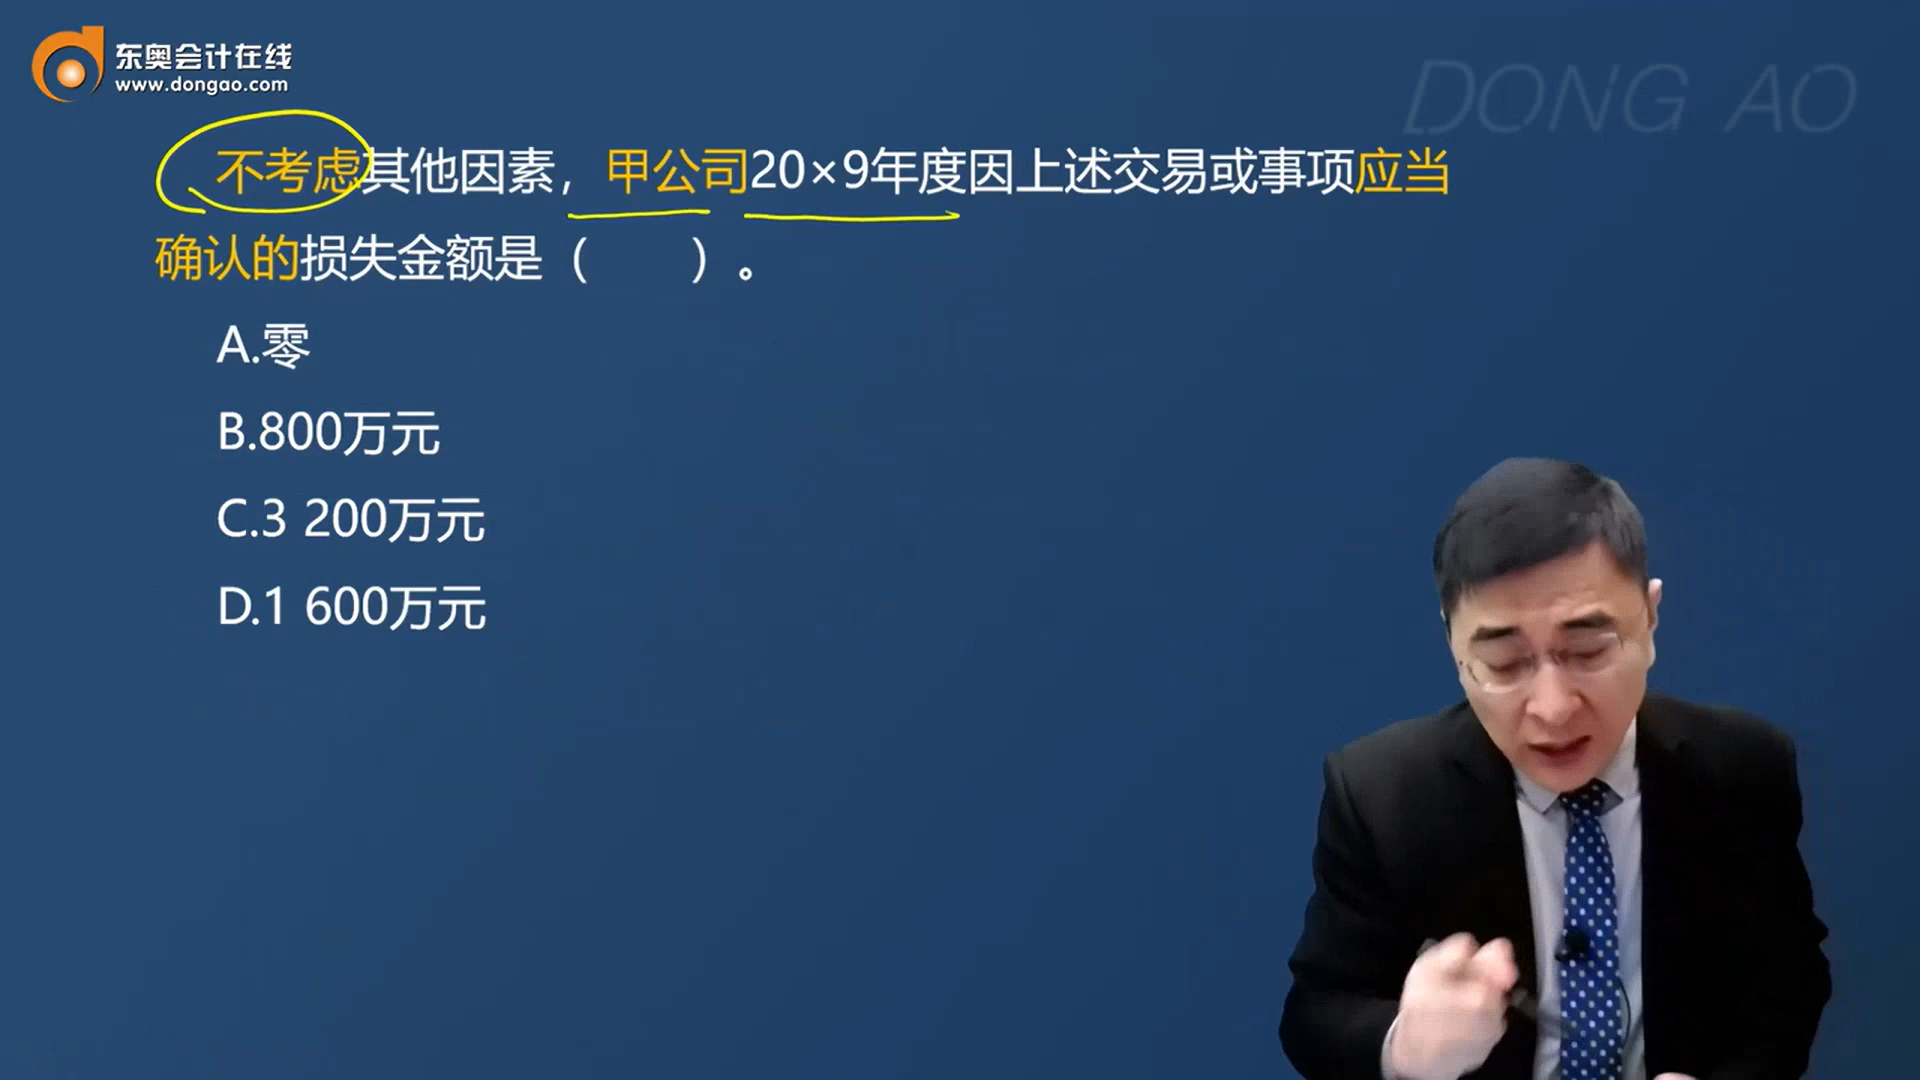 东奥会计在线
www.dongao.com
DONG AO
不考虑其他因素，甲公司20×9年度因上述交易或事项应当
确认的损失金额是（　　）。
A.零
B.800万元
C.3 200万元
D.1 600万元